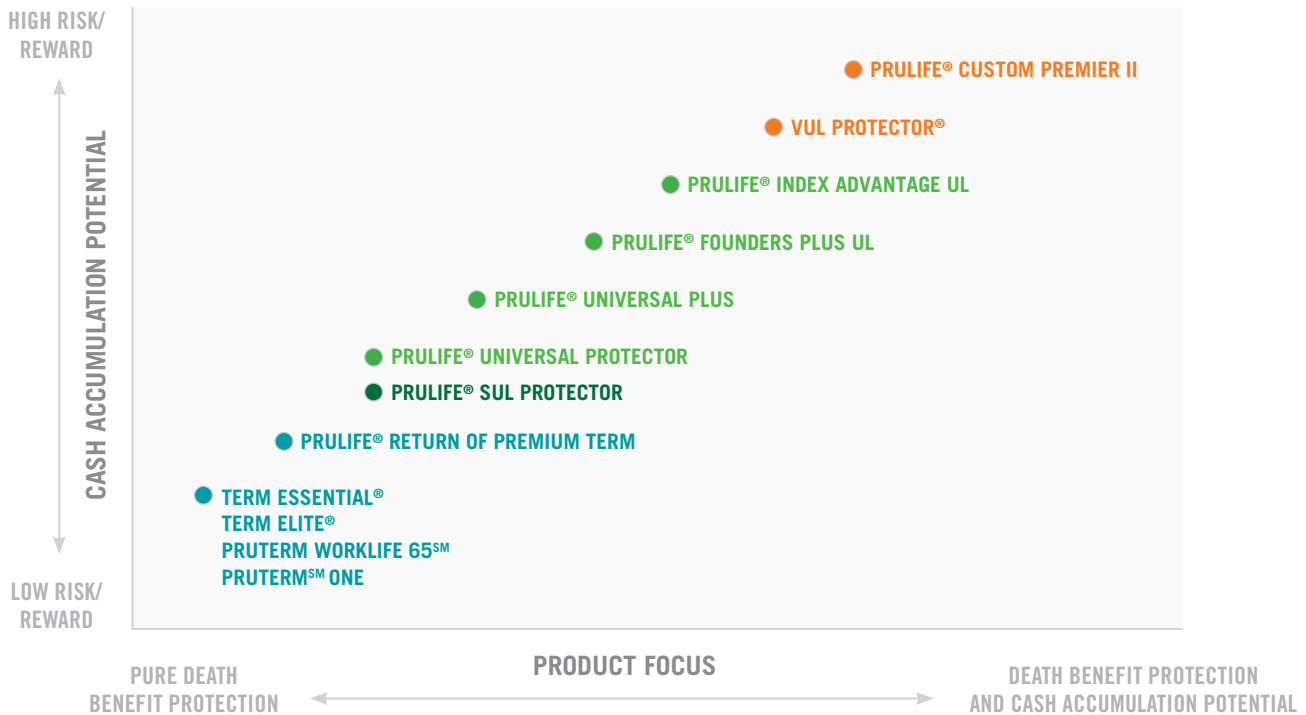 HIGH RISK/
REWARD
CASH ACCUMULATION POTENTIAL
LOW RISK/
REWARD
PRULIFE® CUSTOM PREMIER II
VUL PROTECTOR®
PRULIFE® INDEX ADVANTAGE UL
PRULIFE® FOUNDERS PLUS UL
PRULIFE® UNIVERSAL PLUS
PRULIFE® UNIVERSAL PROTECTOR
PRULIFE® SUL PROTECTOR
PRULIFE® RETURN OF PREMIUM TERM
TERM ESSENTIAL®
TERM ELITE®
PRUTERM WORKLIFE 65℠
PRUTERM℠ ONE
PURE DEATH
BENEFIT PROTECTION
PRODUCT FOCUS
DEATH BENEFIT PROTECTION
AND CASH ACCUMULATION POTENTIAL